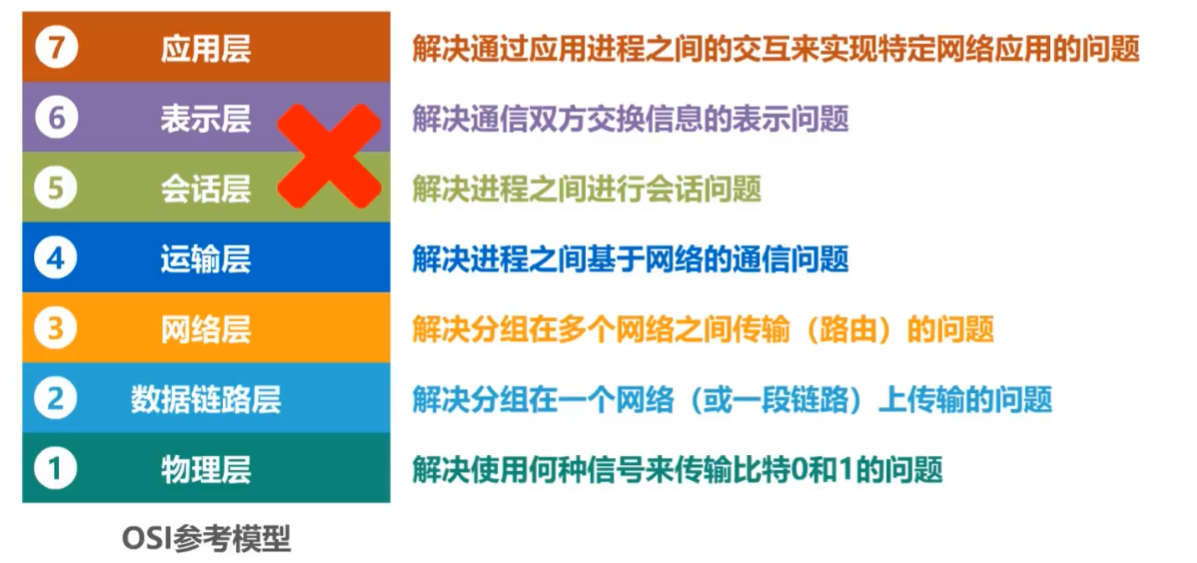 7 应用层 解决通过应用进程之间的交互来实现特定网络应用的问题
6 表示层 解决通信双方交换信息的表示问题
5 会话层 解决进程之间进行会话问题
4 运输层 解决进程之间基于网络的通信问题
3 网络层 解决分组在多个网络之间传输（路由）的问题
2 数据链路层 解决分组在一个网络（或一段链路）上传输的问题
1 物理层 解决使用何种信号来传输比特0和1的问题
OSI参考模型